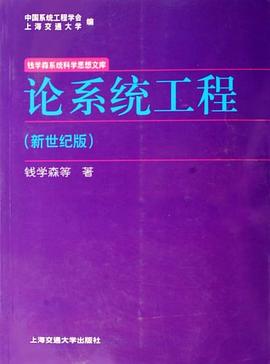 中国系统工程学会
上海交通大学 编
钱学森系统科学思想文库
论系统工程
(新世纪版)
钱学森等 著
上海交通大学出版社